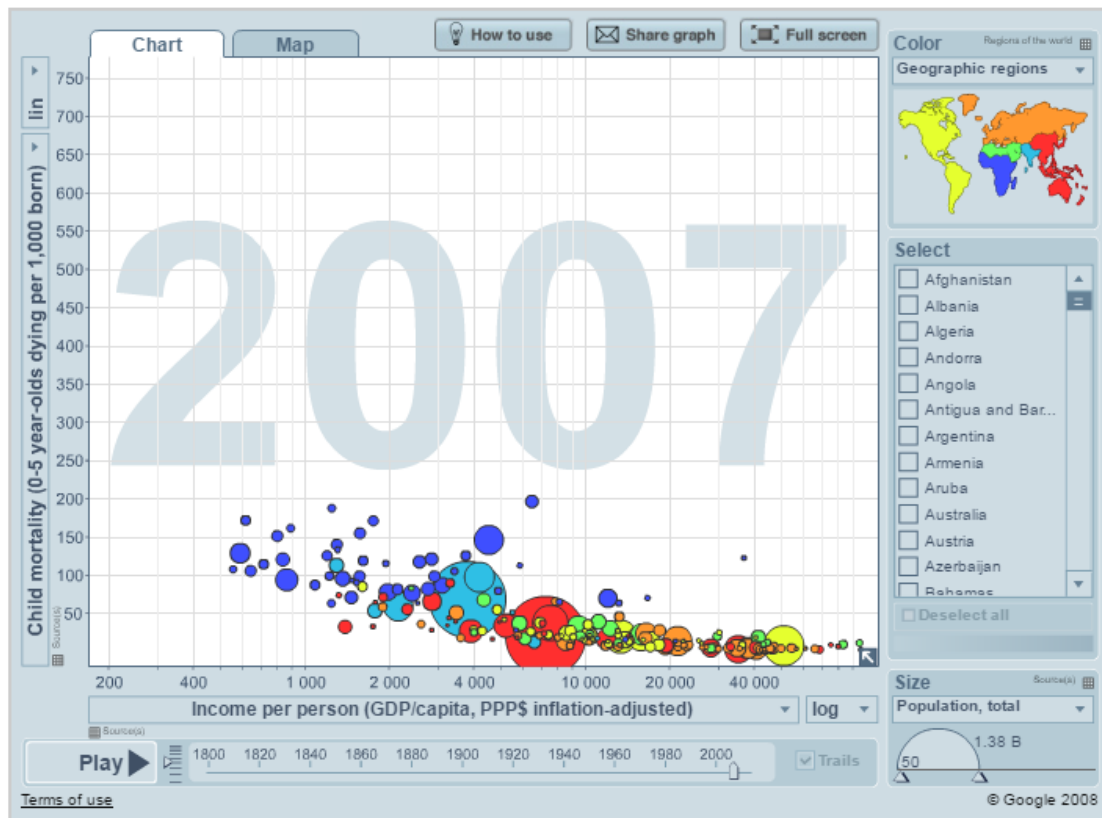 Chart
Map
How to use
Share graph
Full screen
lin
Child mortality (0-5 year-olds dying per 1,000 born)
Source(s)
750
700
650
600
550
500
450
400
350
300
250
200
150
100
50
2007
200
400
1 000
2 000
4 000
10 000
20 000
40 000
Income per person (GDP/capita, PPP$ inflation-adjusted)
log
Source(s)
Play
1800 1820 1840 1860 1880 1900 1920 1940 1960 1980 2000
Trails
Color
Regions of the world
Geographic regions
Select
Afghanistan
Albania
Algeria
Andorra
Angola
Antigua and Bar...
Argentina
Armenia
Aruba
Australia
Austria
Azerbaijan
Bahamas
Deselect all
Size
Source(s)
Population, total
1.38 B
50
Terms of use
© Google 2008